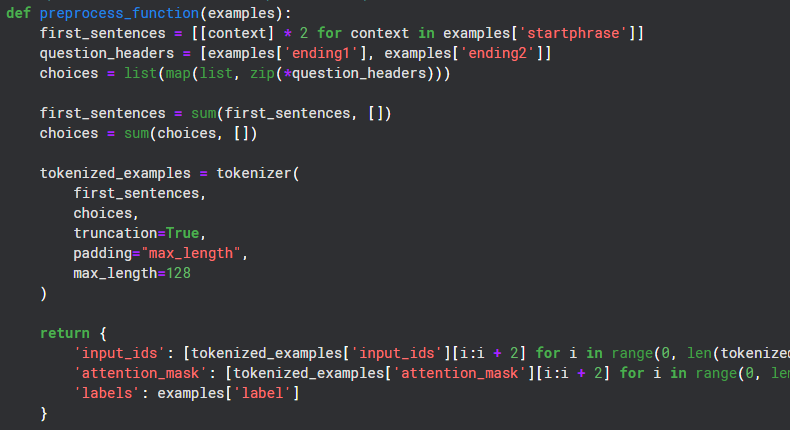 def preprocess_function(examples):
    first_sentences = [[context] * 2 for context in examples['startphrase']]
    question_headers = [examples['ending1'], examples['ending2']]
    choices = list(map(list, zip(*question_headers)))

    first_sentences = sum(first_sentences, [])
    choices = sum(choices, [])

    tokenized_examples = tokenizer(
        first_sentences,
        choices,
        truncation=True,
        padding="max_length",
        max_length=128
    )

    return {
        'input_ids': [tokenized_examples['input_ids'][i:i + 2] for i in range(0, len(tokenized
        'attention_mask': [tokenized_examples['attention_mask'][i:i + 2] for i in range(0, len
        'labels': examples['label']
    }